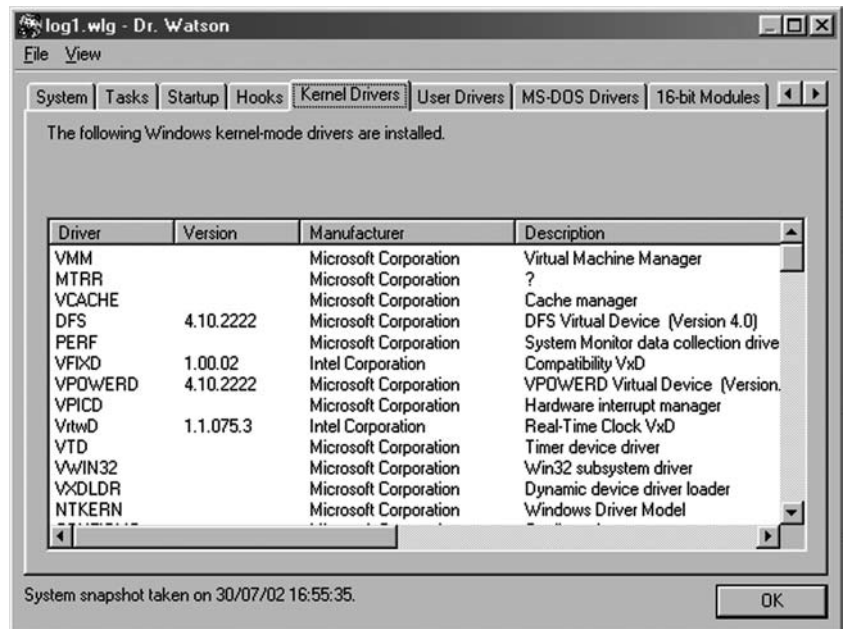 log1.wlg - Dr. Watson
File View
System Tasks Startup Hooks Kernel Drivers User Drivers MS-DOS Drivers 16-bit Modules
The following Windows kernel-mode drivers are installed.
Driver Version Manufacturer Description
VMM Microsoft Corporation Virtual Machine Manager
MTRR Microsoft Corporation ?
VCACHE Microsoft Corporation Cache manager
DFS 4.10.2222 Microsoft Corporation DFS Virtual Device (Version 4.0)
PERF Microsoft Corporation System Monitor data collection drive
VFIXD 1.00.02 Intel Corporation Compatibility VxD
VPOWERD 4.10.2222 Microsoft Corporation VPOWERD Virtual Device (Version.
VPICD Microsoft Corporation Hardware interrupt manager
VrtwD 1.1.075.3 Intel Corporation Real-Time Clock VxD
VTD Microsoft Corporation Timer device driver
VWIN32 Microsoft Corporation Win32 subsystem driver
VXDLDR Microsoft Corporation Dynamic device driver loader
NTKERN Microsoft Corporation Windows Driver Model
System snapshot taken on 30/07/02 16:55:35.
OK